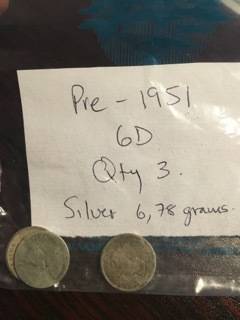 Pre - 1951
6D
Qty 3.
Silver 6,78 grams.